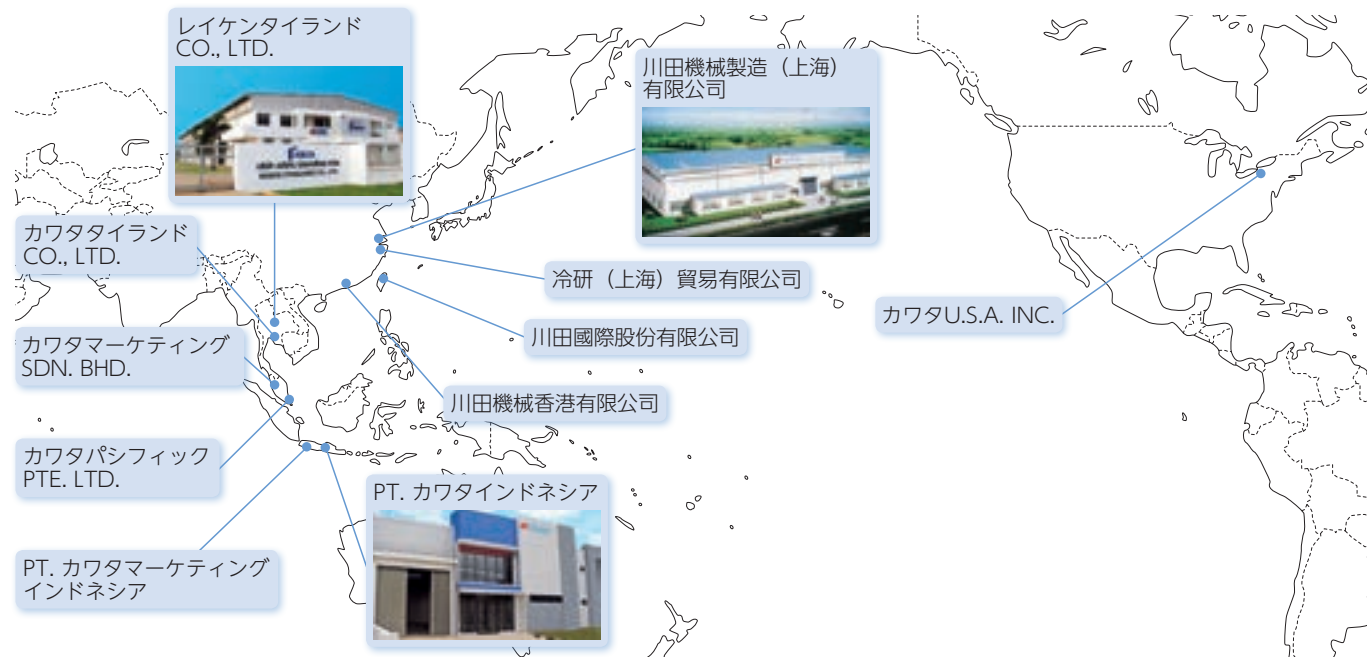 レイケンタイランド
CO., LTD.
川田機械製造（上海）
有限公司
カワタタイランド
CO., LTD.
冷研（上海）貿易有限公司
カワタU.S.A. INC.
川田國際股份有限公司
カワタマーケティング
SDN. BHD.
川田機械香港有限公司
カワタパシフィック
PTE. LTD.
PT. カワタインドネシア
PT. カワタマーケティング
インドネシア